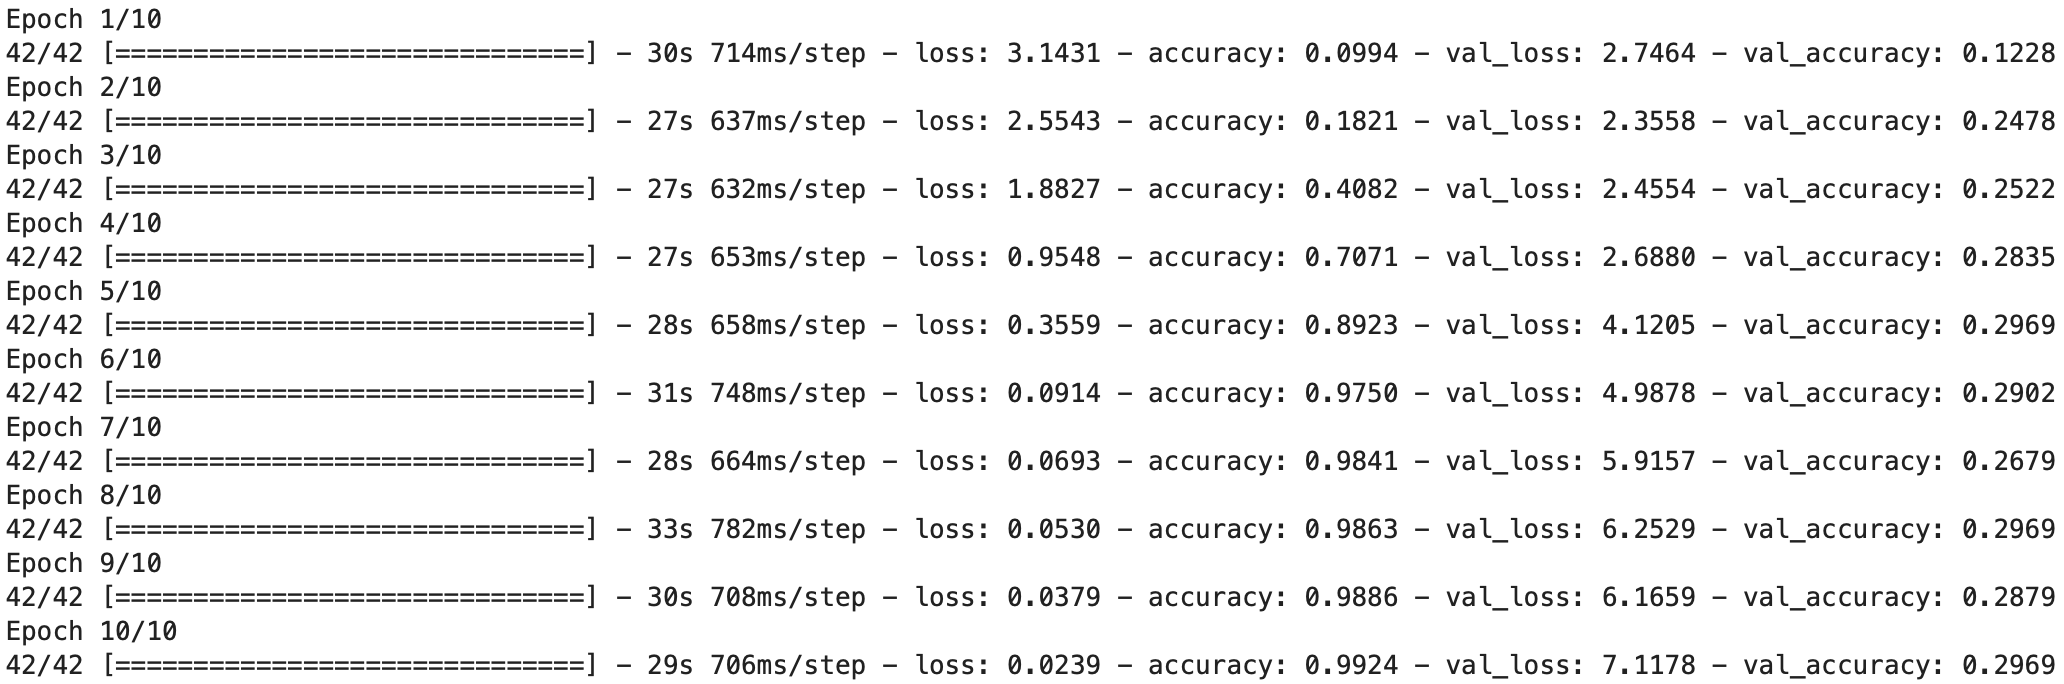 Epoch 1/10
42/42 [==============================] - 30s 714ms/step - loss: 3.1431 - accuracy: 0.0994 - val_loss: 2.7464 - val_accuracy: 0.1228
Epoch 2/10
42/42 [==============================] - 27s 637ms/step - loss: 2.5543 - accuracy: 0.1821 - val_loss: 2.3558 - val_accuracy: 0.2478
Epoch 3/10
42/42 [==============================] - 27s 632ms/step - loss: 1.8827 - accuracy: 0.4082 - val_loss: 2.4554 - val_accuracy: 0.2522
Epoch 4/10
42/42 [==============================] - 27s 653ms/step - loss: 0.9548 - accuracy: 0.7071 - val_loss: 2.6880 - val_accuracy: 0.2835
Epoch 5/10
42/42 [==============================] - 28s 658ms/step - loss: 0.3559 - accuracy: 0.8923 - val_loss: 4.1205 - val_accuracy: 0.2969
Epoch 6/10
42/42 [==============================] - 31s 748ms/step - loss: 0.0914 - accuracy: 0.9750 - val_loss: 4.9878 - val_accuracy: 0.2902
Epoch 7/10
42/42 [==============================] - 28s 664ms/step - loss: 0.0693 - accuracy: 0.9841 - val_loss: 5.9157 - val_accuracy: 0.2679
Epoch 8/10
42/42 [==============================] - 33s 782ms/step - loss: 0.0530 - accuracy: 0.9863 - val_loss: 6.2529 - val_accuracy: 0.2969
Epoch 9/10
42/42 [==============================] - 30s 708ms/step - loss: 0.0379 - accuracy: 0.9886 - val_loss: 6.1659 - val_accuracy: 0.2879
Epoch 10/10
42/42 [==============================] - 29s 706ms/step - loss: 0.0239 - accuracy: 0.9924 - val_loss: 7.1178 - val_accuracy: 0.2969